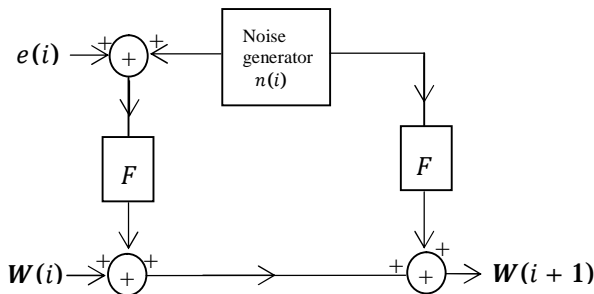 e(i)
+
+
+
Noise
generator
n(i)
F
F
W(i)
+
+
+
+
+
+
W(i + 1)